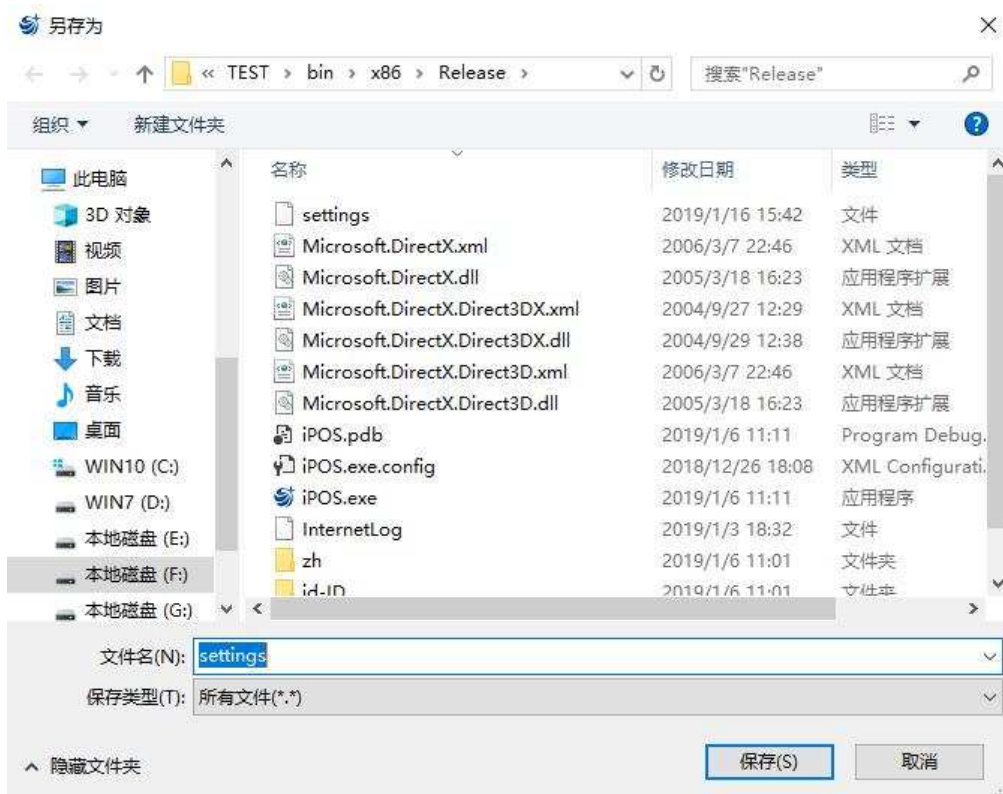 另存为
« TEST › bin › x86 › Release ›
搜索"Release"
组织
新建文件夹
此电脑
3D 对象
视频
图片
文档
下载
音乐
桌面
WIN10 (C:)
WIN7 (D:)
本地磁盘 (E:)
本地磁盘 (F:)
本地磁盘 (G:)
名称 修改日期 类型
settings 2019/1/16 15:42 文件
Microsoft.DirectX.xml 2006/3/7 22:46 XML 文档
Microsoft.DirectX.dll 2005/3/18 16:23 应用程序扩展
Microsoft.DirectX.Direct3DX.xml 2004/9/27 12:29 XML 文档
Microsoft.DirectX.Direct3DX.dll 2004/9/29 12:38 应用程序扩展
Microsoft.DirectX.Direct3D.xml 2006/3/7 22:46 XML 文档
Microsoft.DirectX.Direct3D.dll 2005/3/18 16:23 应用程序扩展
iPOS.pdb 2019/1/6 11:11 Program Debug.
iPOS.exe.config 2018/12/26 18:08 XML Configurati.
iPOS.exe 2019/1/6 11:11 应用程序
InternetLog 2019/1/3 18:32 文件
zh 2019/1/6 11:01 文件夹
id-ID 2019/1/6 11:01 文件夹
文件名(N): settings
保存类型(T): 所有文件(*.*)
隐藏文件夹
保存(S)
取消